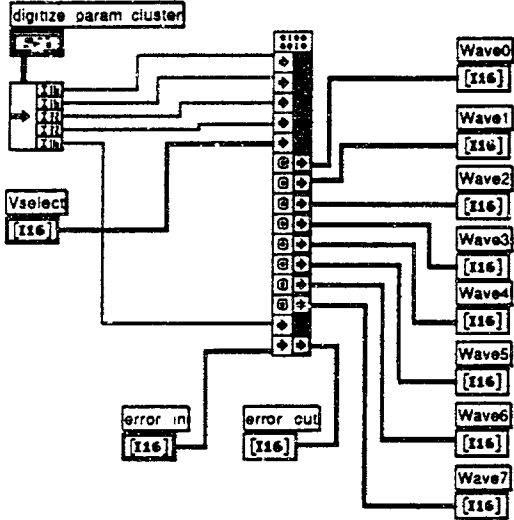 digitize param cluster
Wave0
[I16]
Wave1
[I16]
Vselect
[I16]
Wave2
[I16]
Wave3
[I16]
Wave4
[I16]
Wave5
[I16]
error in
[I16]
error out
[I16]
Wave6
[I16]
Wave7
[I16]